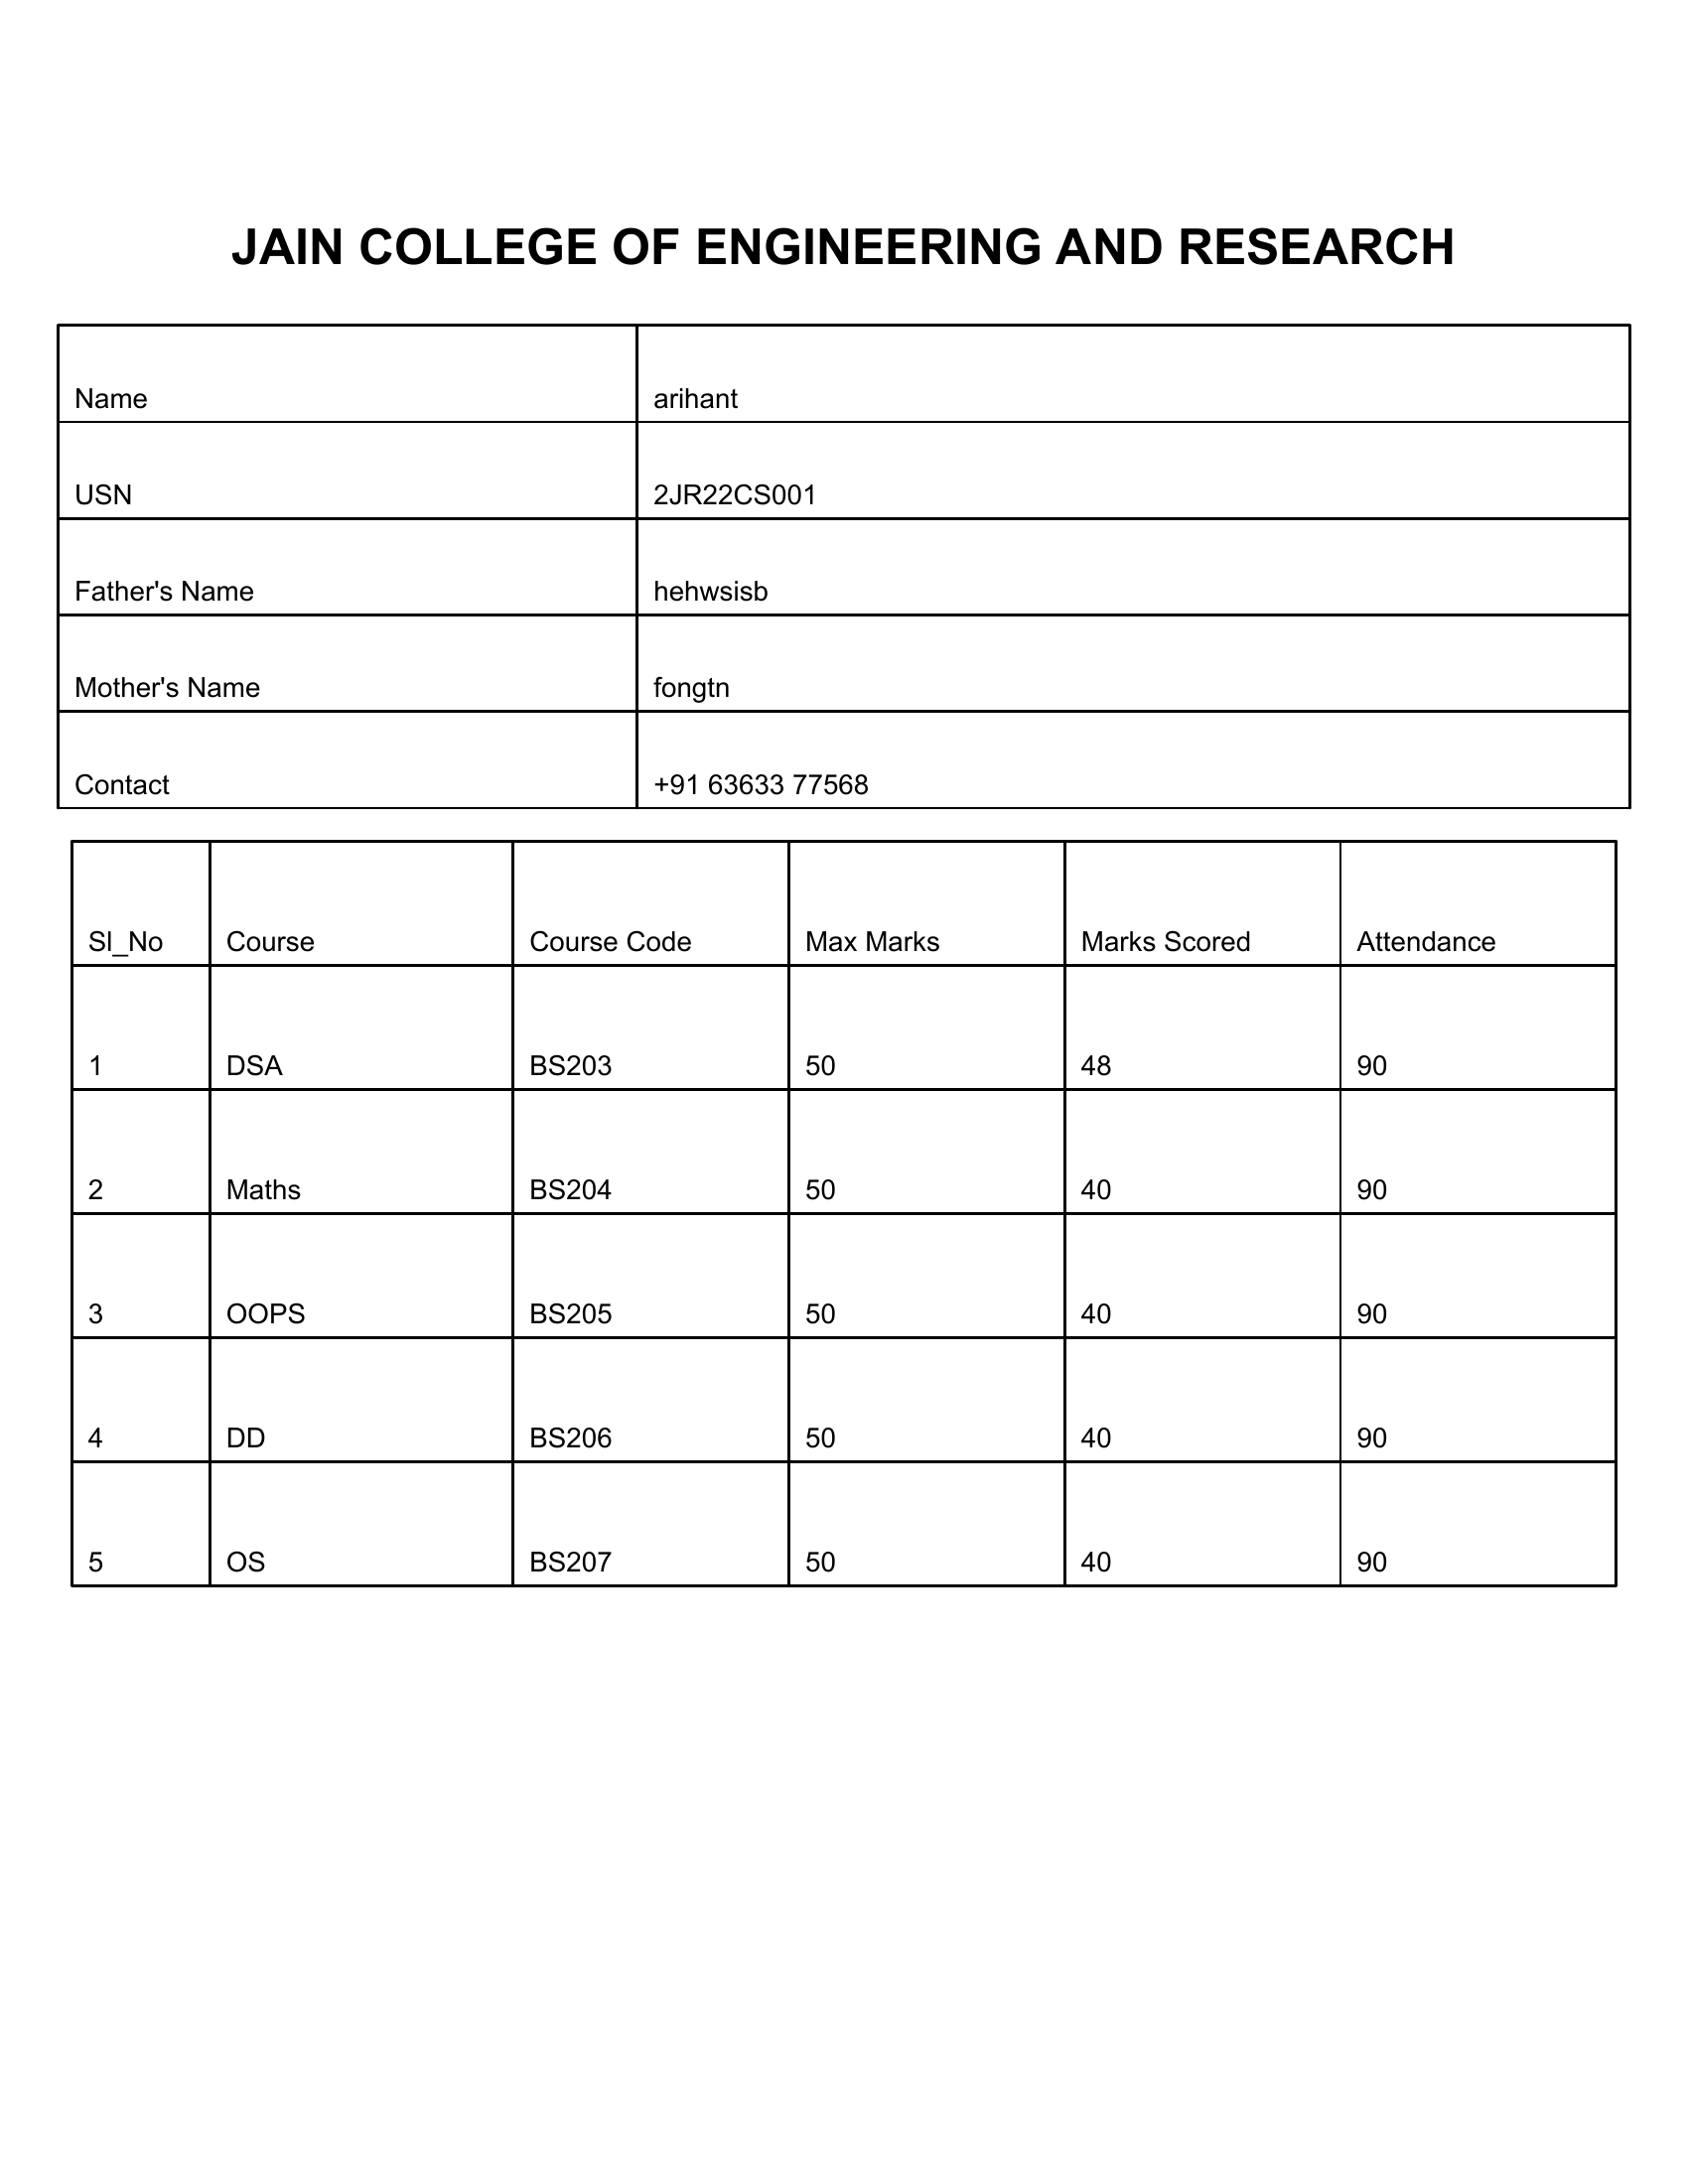 JAIN COLLEGE OF ENGINEERING AND RESEARCH
Name arihant
USN 2JR22CS001
Father's Name hehwsisb
Mother's Name fongtn
Contact +91 63633 77568
Sl_No Course Course Code Max Marks Marks Scored Attendance
1 DSA BS203 50 48 90
2 Maths BS204 50 40 90
3 OOPS BS205 50 40 90
4 DD BS206 50 40 90
5 OS BS207 50 40 90